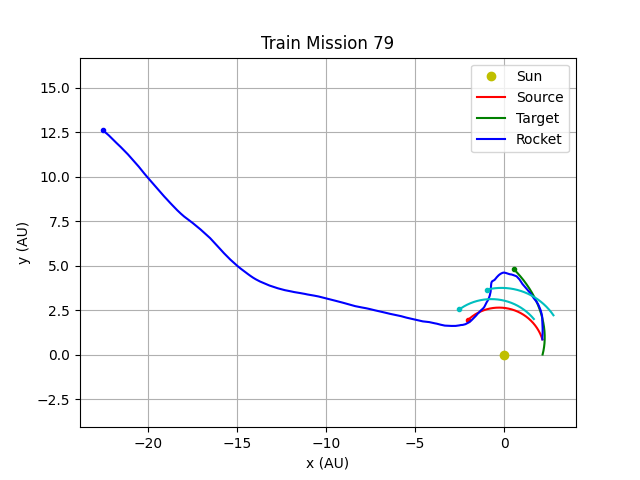 Train Mission 79
Sun
Source
Target
Rocket
15.0
12.5
10.0
7.5
5.0
2.5
0.0
−2.5
y (AU)
−20 −15 −10 −5 0
x (AU)